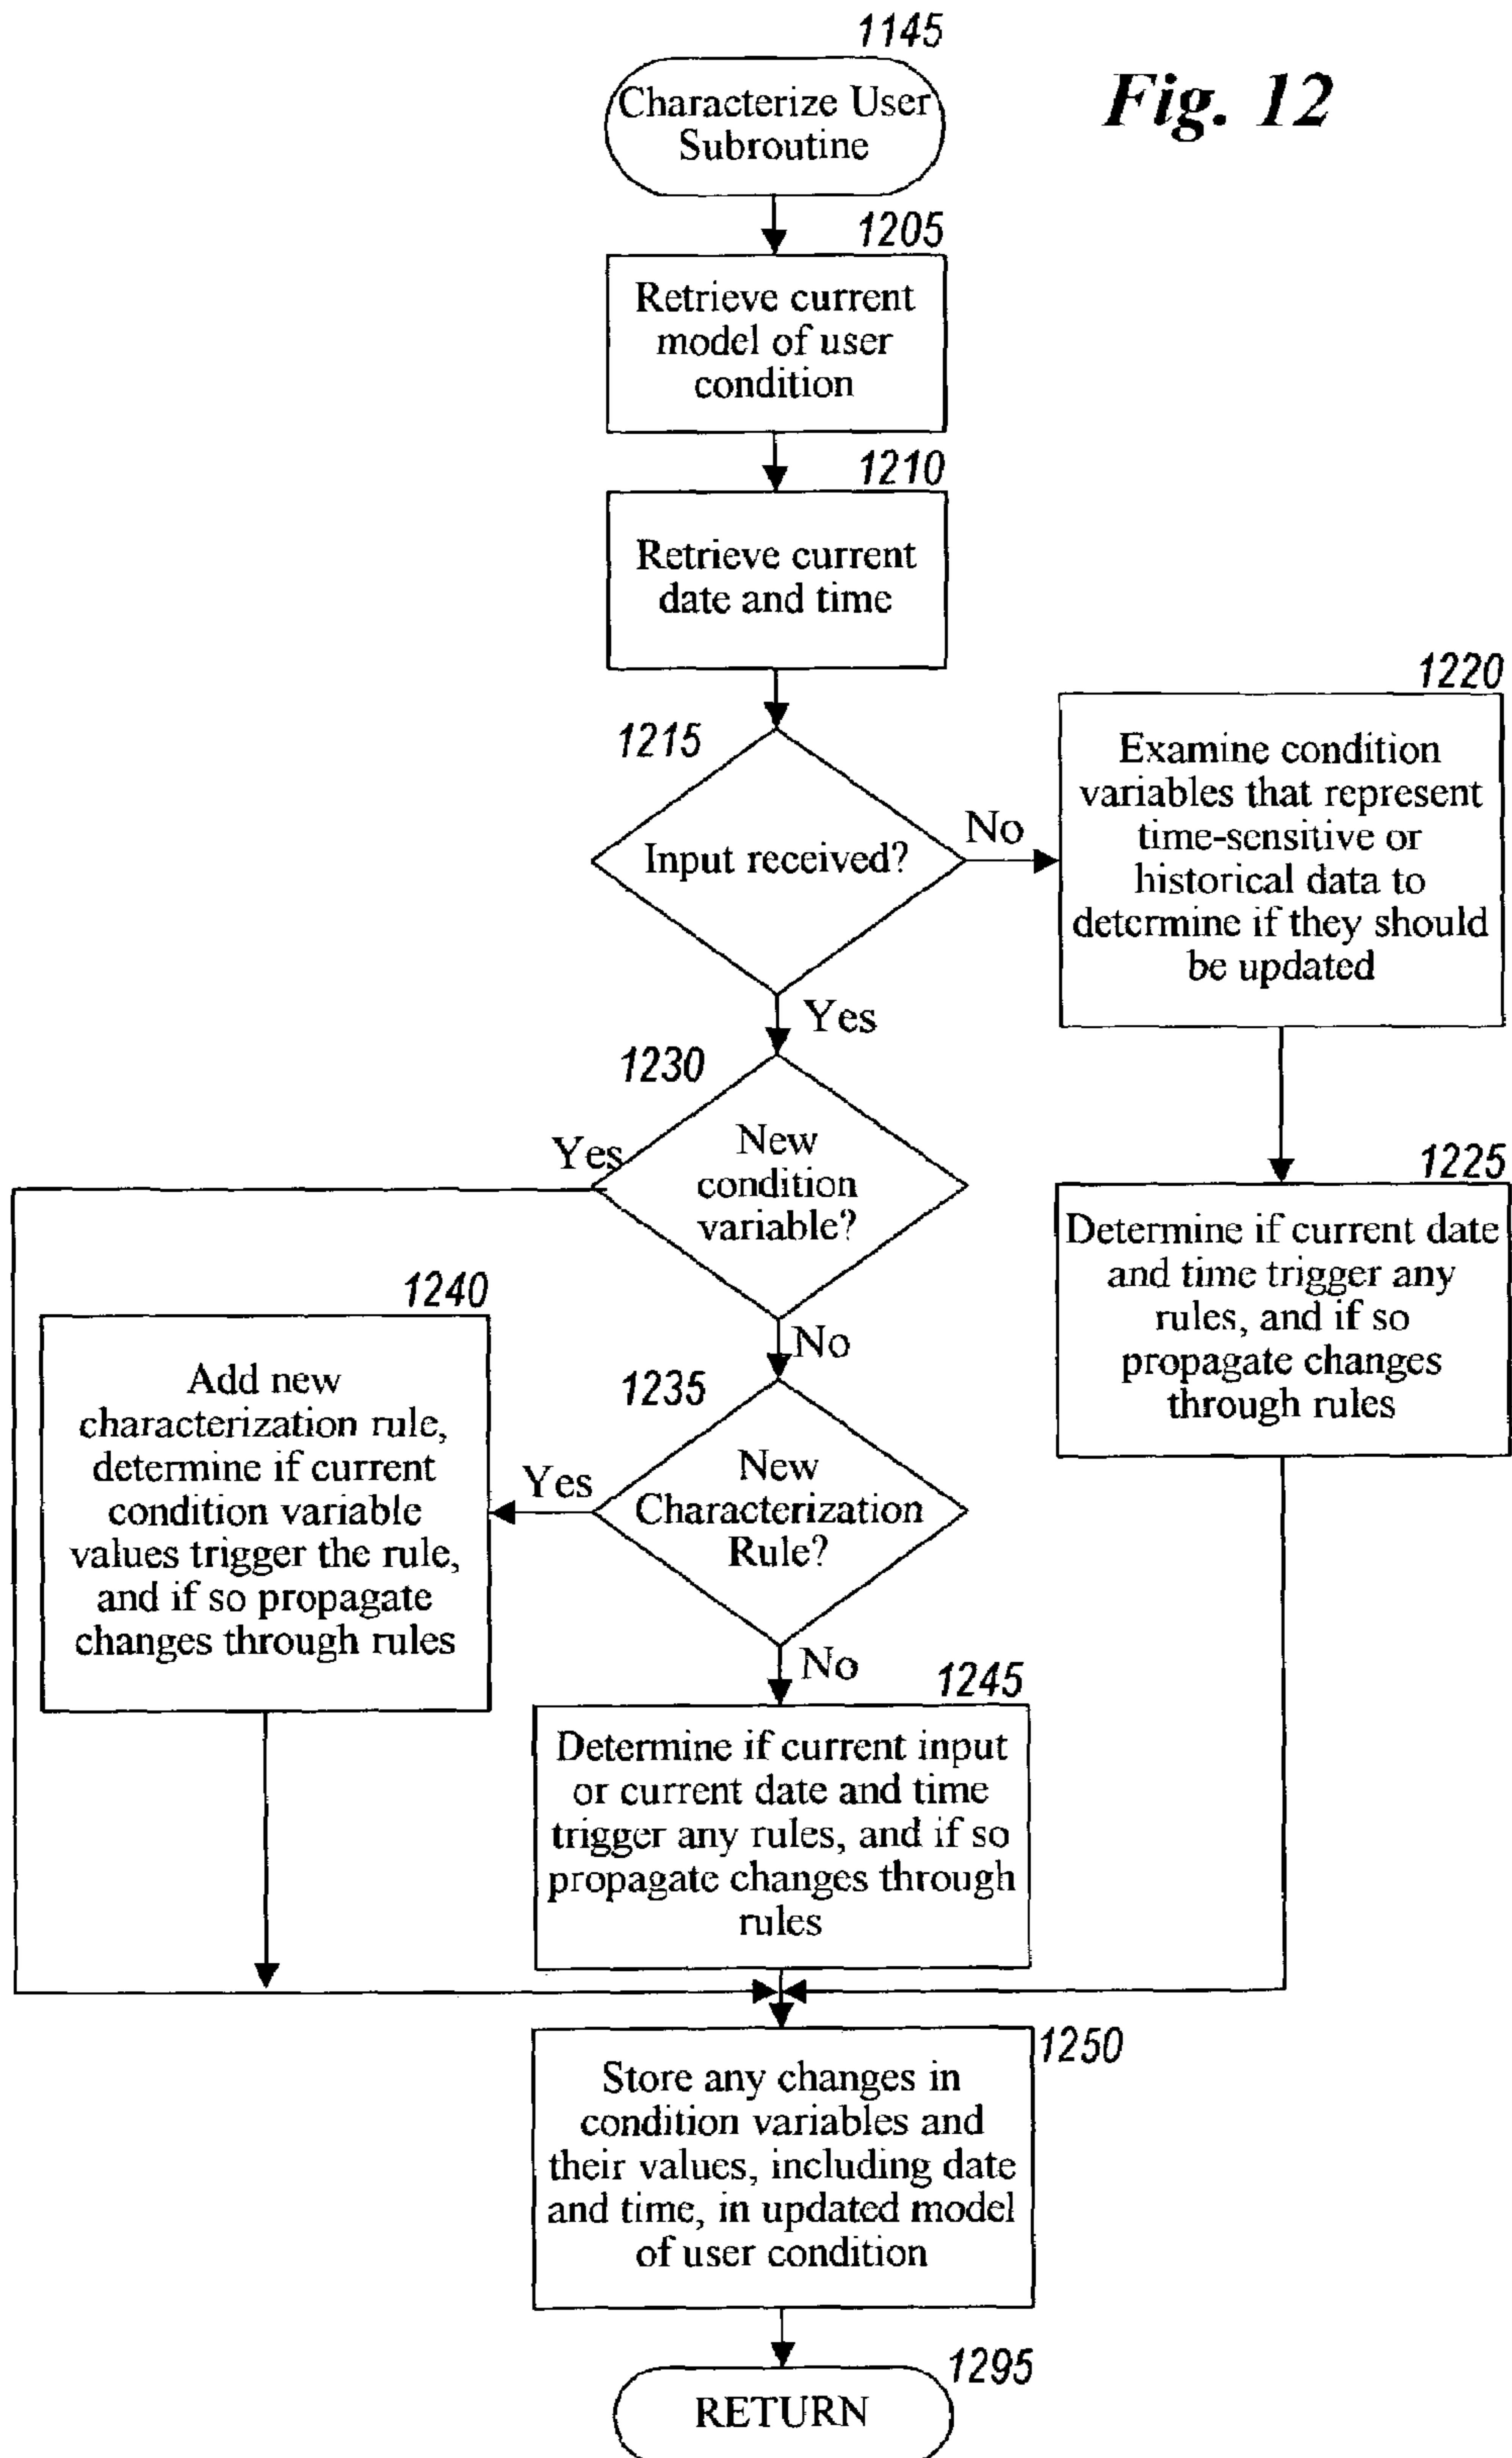 1145
Fig. 12
Characterize User
Subroutine
1205
Retrieve current
model of user
condition
1210
Retrieve current
date and time
1215
Input received?
No
Yes
1220
Examine condition
variables that represent
time-sensitive or
historical data to
determine if they should
be updated
1225
Determine if current date
and time trigger any
rules, and if so
propagate changes
through rules
1230
New
condition
variable?
Yes
No
1235
New
Characterization
Rule?
Yes
No
1240
Add new
characterization rule,
determine if current
condition variable
values trigger the rule,
and if so propagate
changes through rules
1245
Determine if current input
or current date and time
trigger any rules, and if so
propagate changes through
rules
1250
Store any changes in
condition variables and
their values, including date
and time, in updated model
of user condition
1295
RETURN